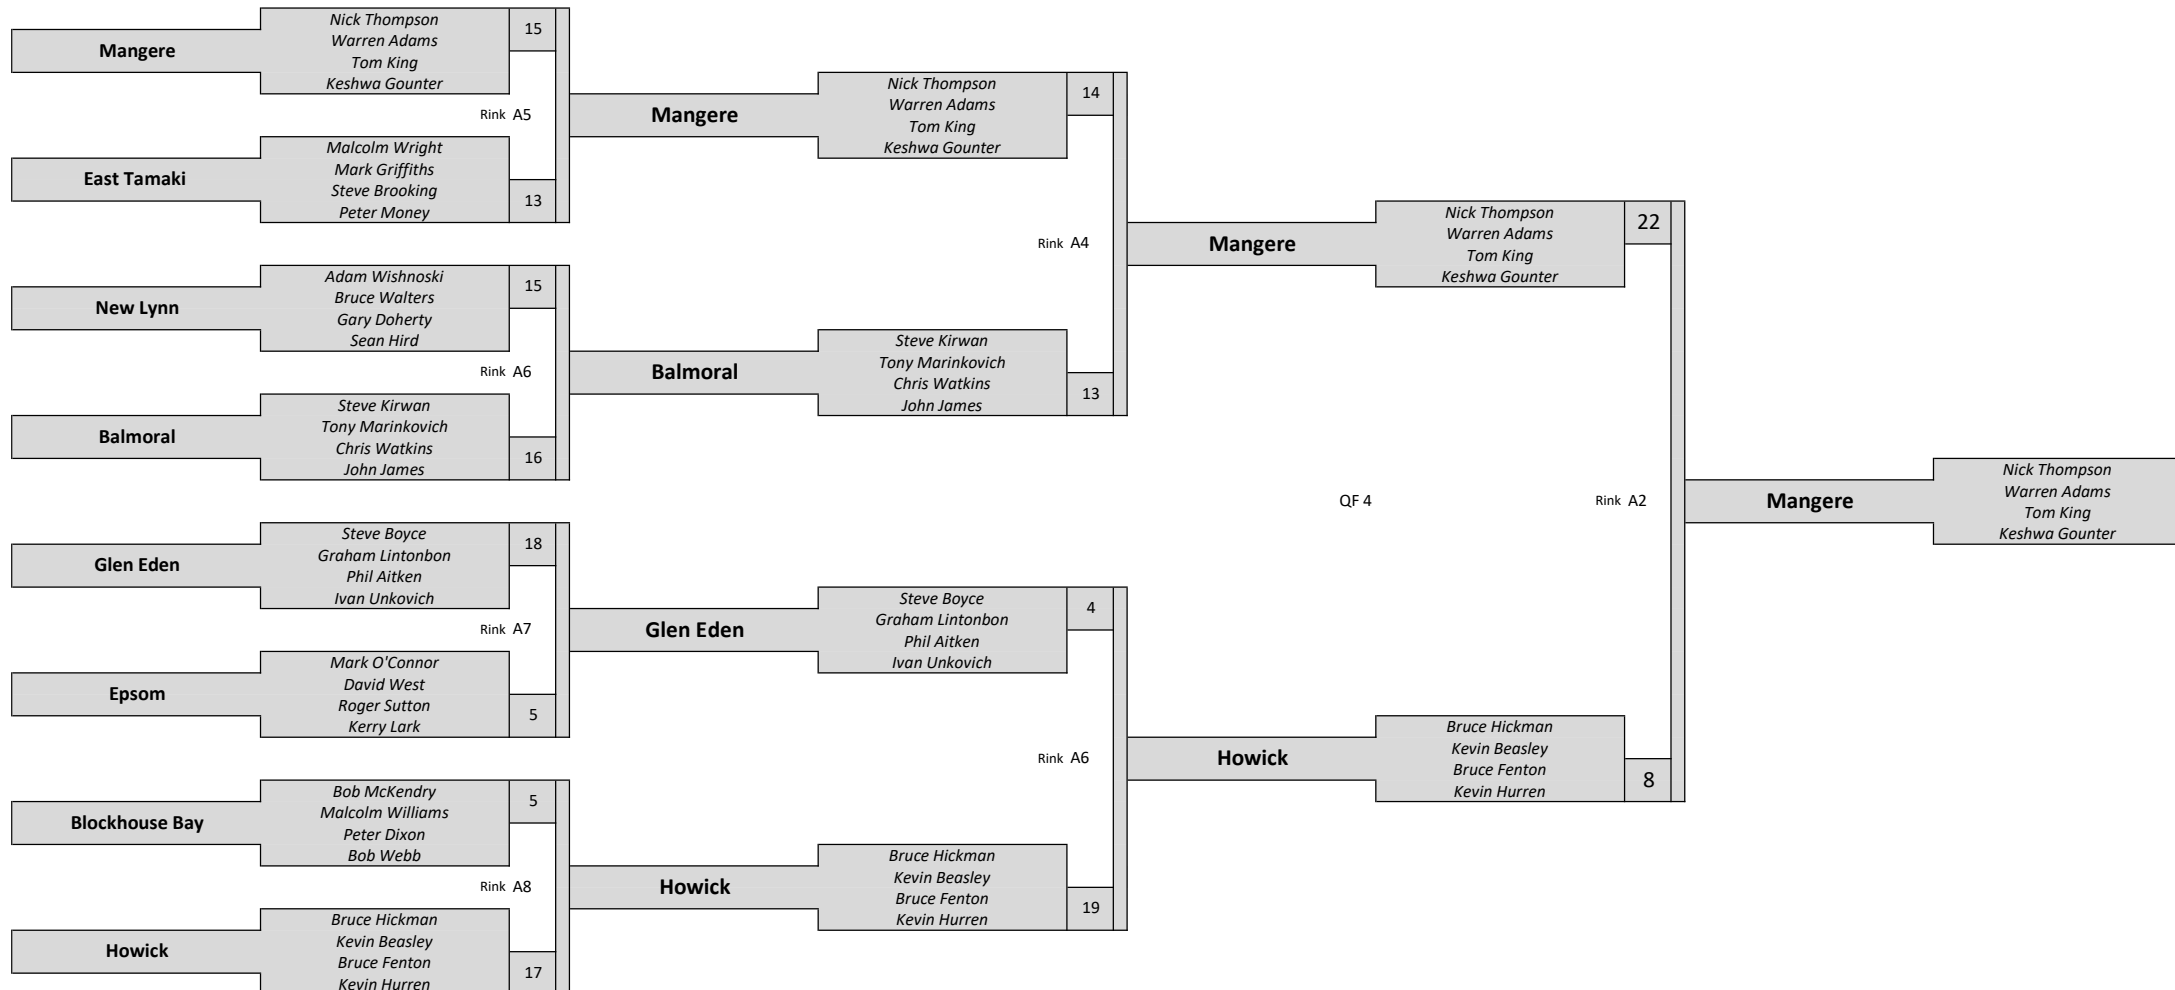 Mangere
Nick Thompson
Warren Adams
Tom King
Keshwa Gounter
15
Rink A5
East Tamaki
Malcolm Wright
Mark Griffiths
Steve Brooking
Peter Money
13
New Lynn
Adam Wishnoski
Bruce Walters
Gary Doherty
Sean Hird
15
Rink A6
Balmoral
Steve Kirwan
Tony Marinkovich
Chris Watkins
John James
16
Glen Eden
Steve Boyce
Graham Lintonbon
Phil Aitken
Ivan Unkovich
18
Rink A7
Epsom
Mark O'Connor
David West
Roger Sutton
Kerry Lark
5
Blockhouse Bay
Bob McKendry
Malcolm Williams
Peter Dixon
Bob Webb
5
Rink A8
Howick
Bruce Hickman
Kevin Beasley
Bruce Fenton
Kevin Hurren
17
Mangere
Nick Thompson
Warren Adams
Tom King
Keshwa Gounter
14
Rink A4
Balmoral
Steve Kirwan
Tony Marinkovich
Chris Watkins
John James
13
Glen Eden
Steve Boyce
Graham Lintonbon
Phil Aitken
Ivan Unkovich
4
Rink A6
Howick
Bruce Hickman
Kevin Beasley
Bruce Fenton
Kevin Hurren
19
Mangere
Nick Thompson
Warren Adams
Tom King
Keshwa Gounter
22
QF 4
Rink A2
Howick
Bruce Hickman
Kevin Beasley
Bruce Fenton
Kevin Hurren
8
Mangere
Nick Thompson
Warren Adams
Tom King
Keshwa Gounter